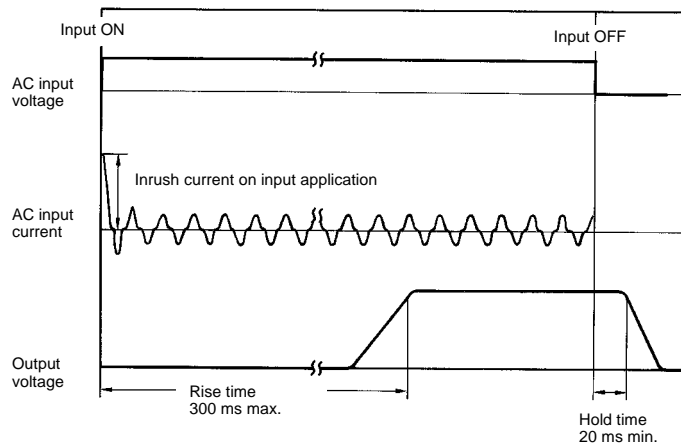 Input ON
Input OFF
AC input
voltage
Inrush current on input application
AC input
current
Output
voltage
Rise time
300 ms max.
Hold time
20 ms min.